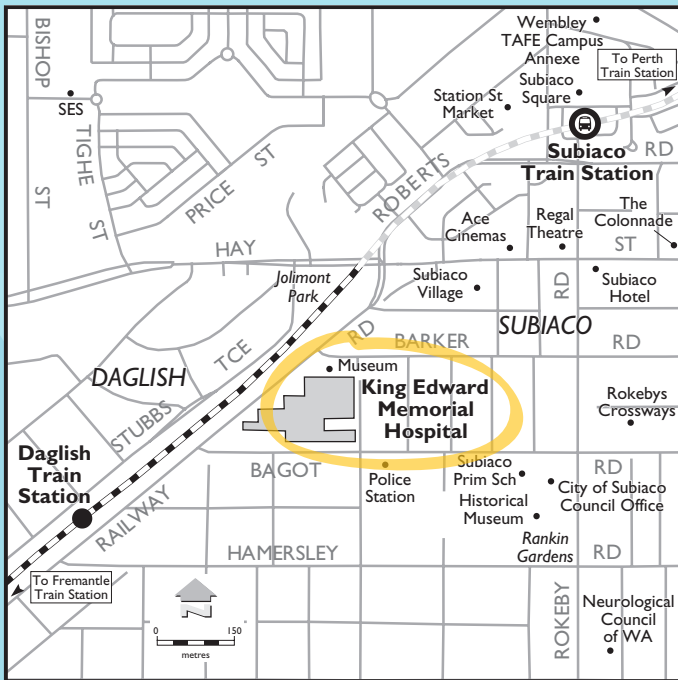 Wembley
TAFE Campus
Annexe
To Perth
Train Station
BISHOP
ST
SES
TIGHE
ST
PRICE ST
Station St
Market
Subiaco
Square
Subiaco
Train Station
ROBERTS
RD
Ace
Cinemas
Regal
Theatre
The
Colonnade
HAY
ST
Jolimont
Park
Subiaco
Village
RD
Subiaco
Hotel
SUBIACO
BARKER
RD
RD
DAGLISH
STUBBS
TCE
Museum
King Edward
Memorial
Hospital
Rokebys
Crossways
Daglish
Train
Station
BAGOT
RD
Police
Station
Subiaco
Prim Sch
City of Subiaco
Council Office
Historical
Museum
Rankin
Gardens
RAILWAY
HAMERSLEY
RD
To Fremantle
Train Station
N
0
150
metres
ROKEBY
Neurological
Council
of WA